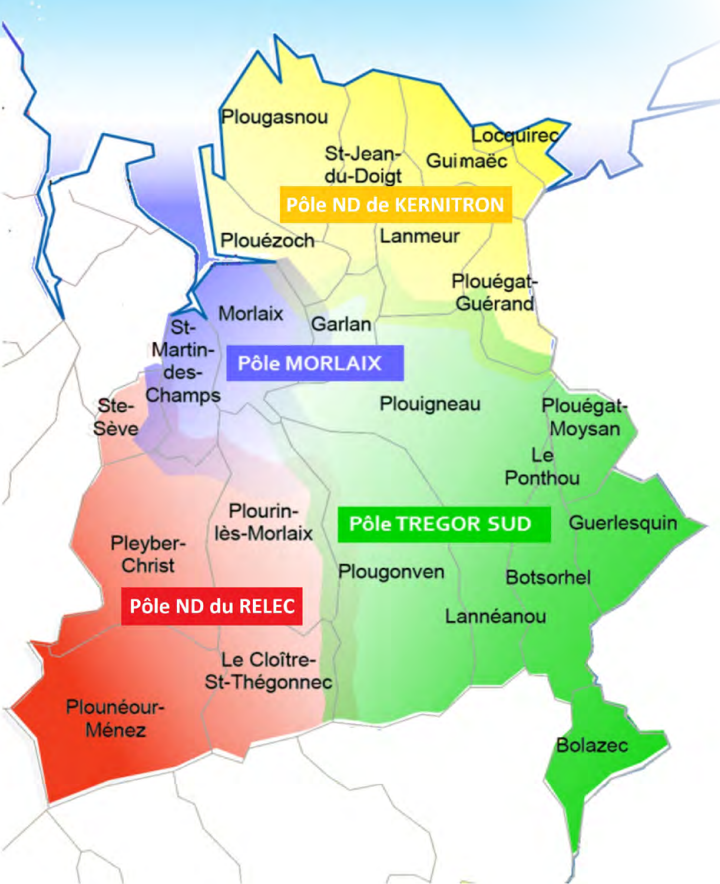 Plougasnou
Locquirec
St-Jean-
du-Doigt
Guimaëc
Pôle ND de KERNITRON
Plouézoch
Lanmeur
Plouégat-
Guérand
Morlaix
Garlan
St-
Martin-
des-
Champs
Pôle MORLAIX
Ste-
Sève
Plouigneau
Plouégat-
Moysan
Le
Ponthou
Plourin-
lès-Morlaix
Pôle TREGOR SUD
Guerlesquin
Pleyber-
Christ
Plougonven
Botsorhel
Pôle ND du RELEC
Lannéanou
Le Cloître-
St-Thégonnec
Plounéour-
Ménez
Bolazec